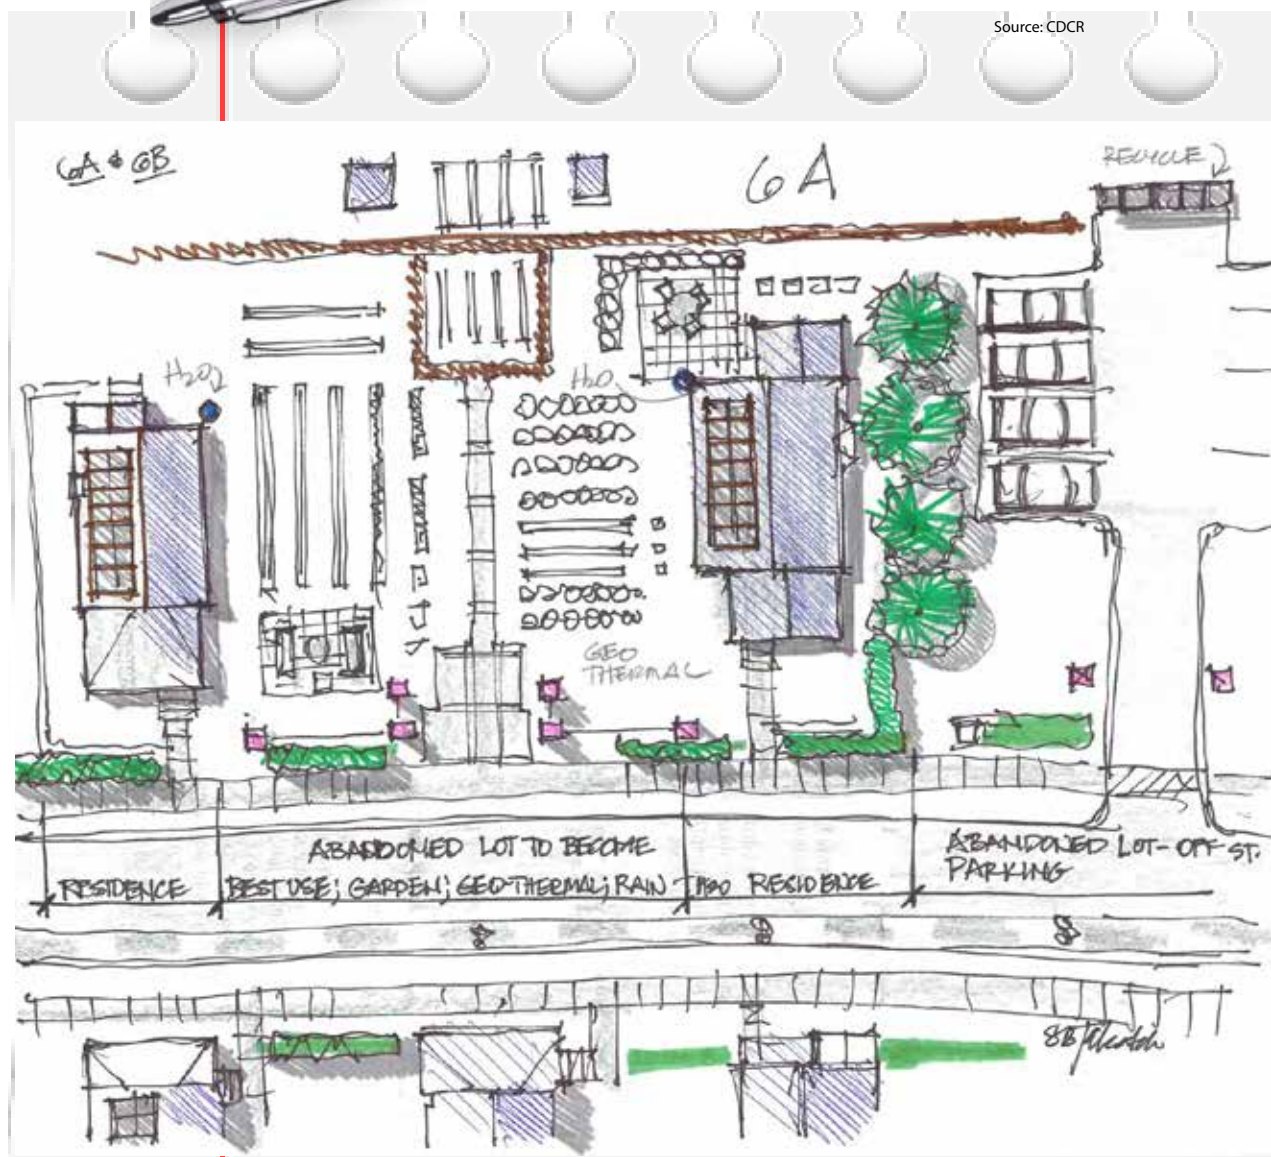 Source: CDCR
6A & 6B
6A
RECYCLE
H2O
H2O
GEO
THERMAL
ABANDONED LOT TO BECOME
BEST USE; GARDEN; GEO-THERMAL; RAIN - H2O
RESIDENCE
RESIDENCE
ABANDONED LOT - OFF ST.
PARKING